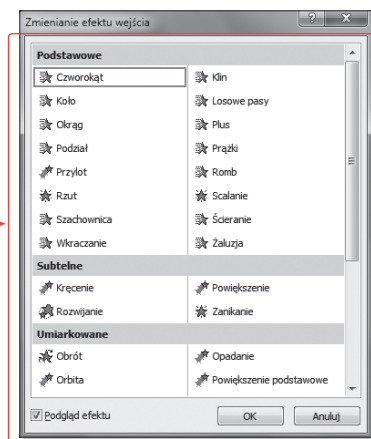 Zmienianie efektu wejścia
Podstawowe
Czworokąt Klin
Koło Losowe pasy
Okrąg Plus
Podział Prążki
Przylot Romb
Rzut Scalanie
Szachownica Ścieranie
Wkraczanie Żaluzja
Subtelne
Kręcenie Powiększenie
Rozwijanie Zanikanie
Umiarkowane
Obrót Opadanie
Orbita Powiększenie podstawowe
Podgląd efektu OK Anuluj